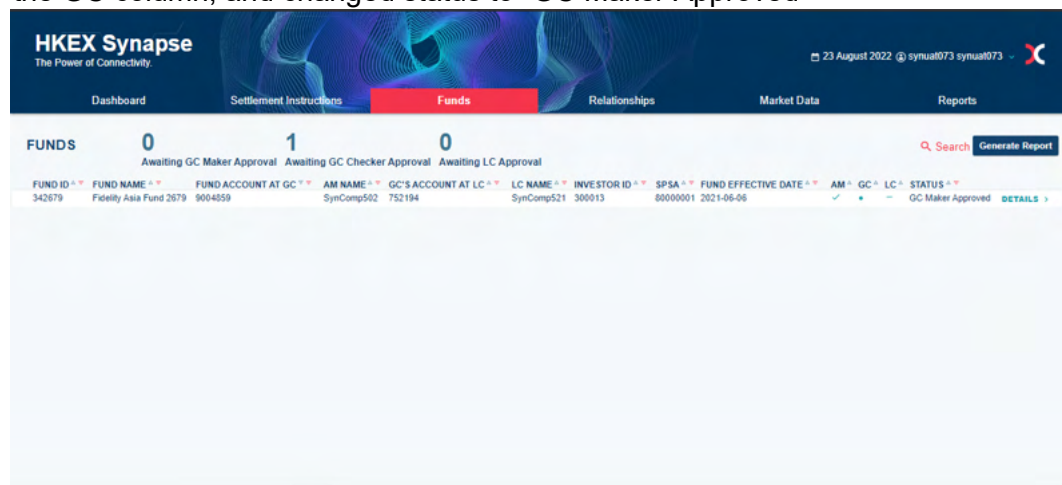 the GC column, and changed status to "GC Maker Approved"
HKEX Synapse
The Power of Connectivity.
23 August 2022 synuat073 synuat073
Dashboard Settlement Instructions Funds Relationships Market Data Reports
FUNDS 0 1 0 Search Generate Report
Awaiting GC Maker Approval Awaiting GC Checker Approval Awaiting LC Approval
FUND ID FUND NAME FUND ACCOUNT AT GC AM NAME GC'S ACCOUNT AT LC LC NAME INVESTOR ID SPSA FUND EFFECTIVE DATE AM GC LC STATUS
342679 Fidelity Asia Fund 2679 9004859 SynComp502 752194 SynComp521 300013 80000001 2021-06-06 ✓ • – GC Maker Approved DETAILS >